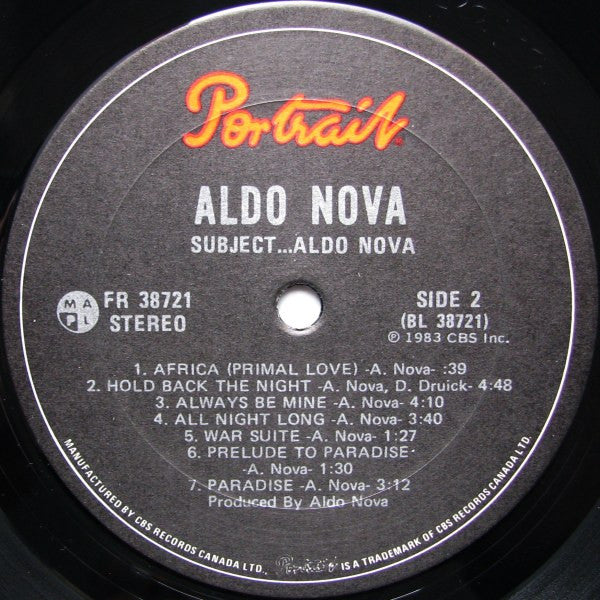 Portrait
ALDO NOVA
SUBJECT...ALDO NOVA
MAPL
FR 38721
STEREO
SIDE 2
(BL 38721)
℗ 1983 CBS Inc.
1. AFRICA (PRIMAL LOVE) -A. Nova- :39
2. HOLD BACK THE NIGHT -A. Nova, D. Druick- 4:48
3. ALWAYS BE MINE -A. Nova- 4:10
4. ALL NIGHT LONG -A. Nova- 3:40
5. WAR SUITE -A. Nova- 1:27
6. PRELUDE TO PARADISE-
-A. Nova- 1:30
7. PARADISE -A. Nova- 3:12
Produced By Aldo Nova
MANUFACTURED BY CBS RECORDS CANADA LTD. Portrait IS A TRADEMARK OF CBS RECORDS CANADA LTD.